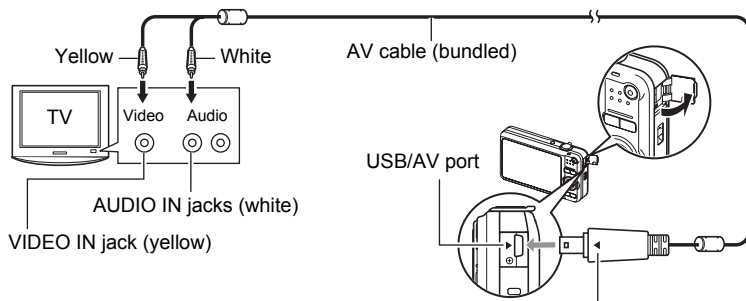 Yellow
White
AV cable (bundled)
TV
Video
Audio
USB/AV port
AUDIO IN jacks (white)
VIDEO IN jack (yellow)